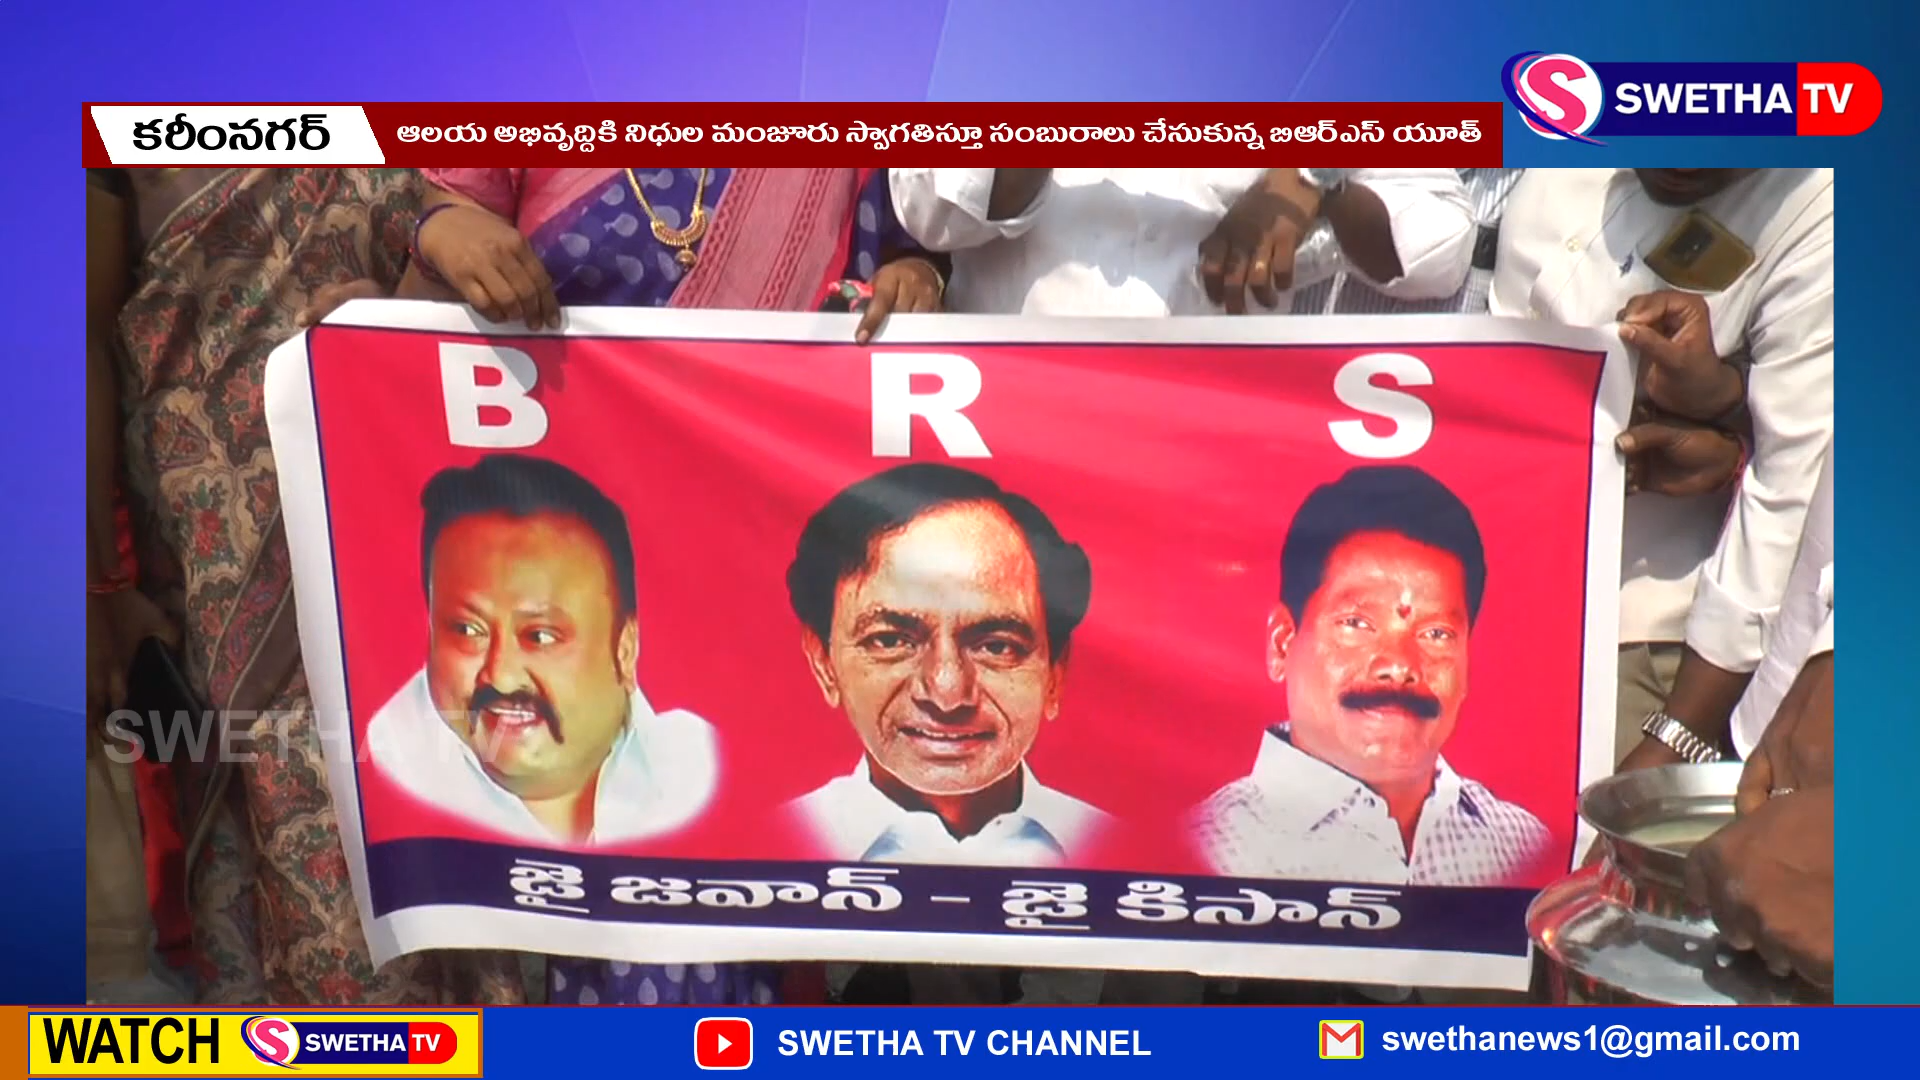 S SWETHA TV
కరీంనగర్ ఆలయ అభివృద్దికి నిధుల మంజూరు స్వాగతిస్తూ సంబురాలు చేసుకున్న బిఆర్ఎస్ యూత్
B R S
SWETHA TV
జై జవాన్ - జై కిసాన్
WATCH S SWETHA TV SWETHA TV CHANNEL swethanews1@gmail.com